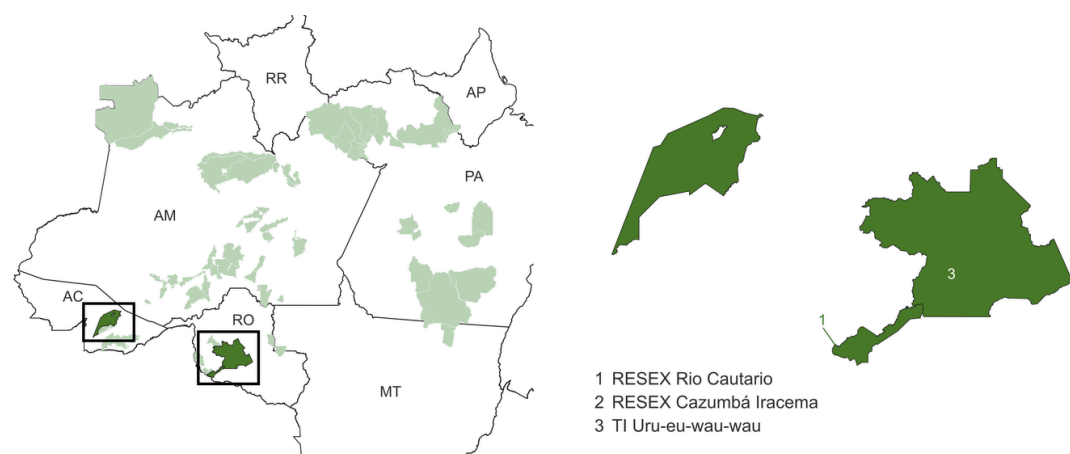 RR
AP
PA
AM
AC
RO
MT
3
1
1 RESEX Rio Cautario
2 RESEX Cazumbá Iracema
3 TI Uru-eu-wau-wau